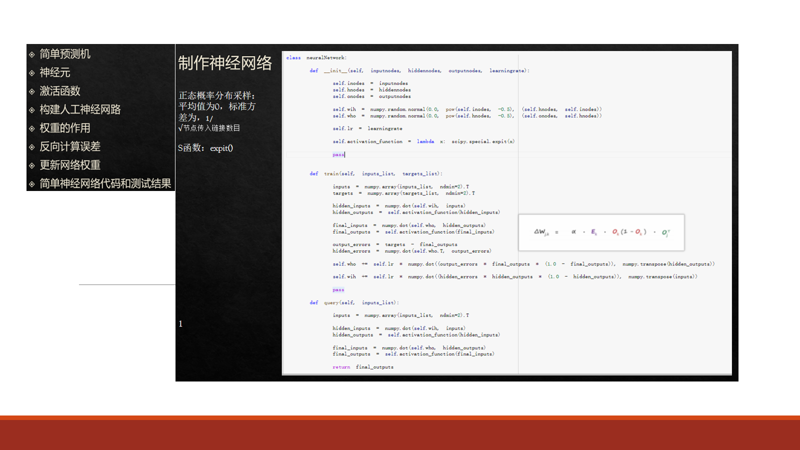 简单预测机
神经元
激活函数
构建人工神经网路
权重的作用
反向计算误差
更新网络权重
简单神经网络代码和测试结果
制作神经网络
正态概率分布采样:
平均值为0,标准方
差为,1/
√节点传入链接数目
S函数: expit()
1
class neuralNetwork:
def __init__(self, inputnodes, hiddennodes, outputnodes, learningrate):
self.inodes = inputnodes
self.hnodes = hiddennodes
self.onodes = outputnodes
self.wih = numpy.random.normal(0.0, pow(self.inodes, -0.5), (self.hnodes, self.inodes))
self.who = numpy.random.normal(0.0, pow(self.hnodes, -0.5), (self.onodes, self.hnodes))
self.lr = learningrate
self.activation_function = lambda x: scipy.special.expit(x)
pass
def train(self, inputs_list, targets_list):
inputs = numpy.array(inputs_list, ndmin=2).T
targets = numpy.array(targets_list, ndmin=2).T
hidden_inputs = numpy.dot(self.wih, inputs)
hidden_outputs = self.activation_function(hidden_inputs)
final_inputs = numpy.dot(self.who, hidden_outputs)
final_outputs = self.activation_function(final_inputs)
output_errors = targets - final_outputs
hidden_errors = numpy.dot(self.who.T, output_errors)
self.who += self.lr * numpy.dot((output_errors * final_outputs * (1.0 - final_outputs)), numpy.transpose(hidden_outputs))
self.wih += self.lr * numpy.dot((hidden_errors * hidden_outputs * (1.0 - hidden_outputs)), numpy.transpose(inputs))
pass
def query(self, inputs_list):
inputs = numpy.array(inputs_list, ndmin=2).T
hidden_inputs = numpy.dot(self.wih, inputs)
hidden_outputs = self.activation_function(hidden_inputs)
final_inputs = numpy.dot(self.who, hidden_outputs)
final_outputs = self.activation_function(final_inputs)
return final_outputs